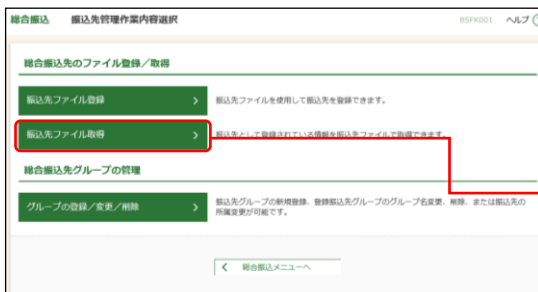 総合振込 振込先管理作業内容選択 BSFK001 ヘルプ
総合振込先のファイル登録／取得
振込先ファイル登録 振込先ファイルを使用して振込先を登録できます。
振込先ファイル取得 振込先として登録されている情報を振込先ファイルで取得できます。
総合振込先グループの管理
グループの登録／変更／削除 振込先グループの新規登録、登録振込先グループのグループ名変更、削除、または振込先の
所属変更が可能です。
総合振込メニューへ